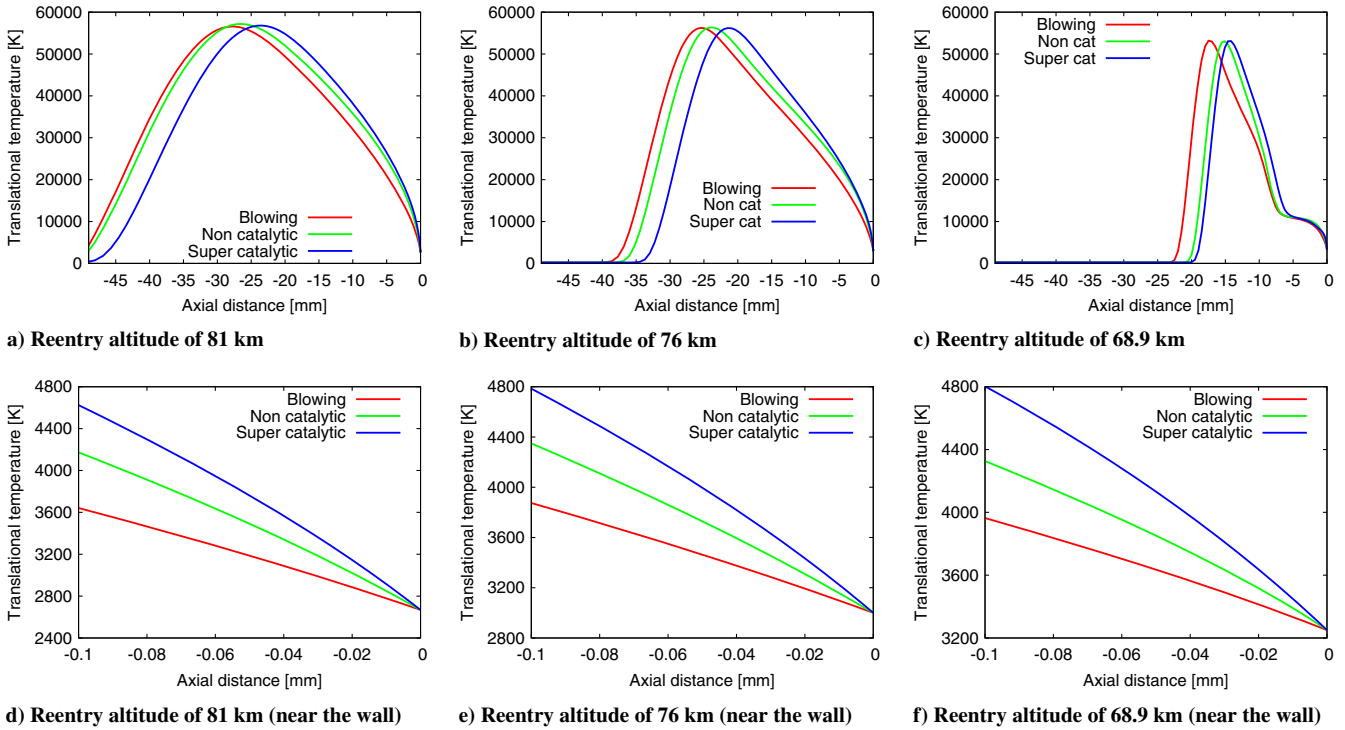 60000
50000
40000
30000
20000
10000
0
Translational temperature [K]
Blowing
Non catalytic
Super catalytic
-45 -40 -35 -30 -25 -20 -15 -10 -5 0
Axial distance [mm]
a) Reentry altitude of 81 km
60000
50000
40000
30000
20000
10000
0
Translational temperature [K]
Blowing
Non cat
Super cat
-45 -40 -35 -30 -25 -20 -15 -10 -5 0
Axial distance [mm]
b) Reentry altitude of 76 km
60000
50000
40000
30000
20000
10000
0
Translational temperature [K]
Blowing
Non cat
Super cat
-45 -40 -35 -30 -25 -20 -15 -10 -5 0
Axial distance [mm]
c) Reentry altitude of 68.9 km
4800
4400
4000
3600
3200
2800
2400
Translational temperature [K]
Blowing
Non catalytic
Super catalytic
-0.1 -0.08 -0.06 -0.04 -0.02 0
Axial distance [mm]
d) Reentry altitude of 81 km (near the wall)
4800
4400
4000
3600
3200
2800
Translational temperature [K]
Blowing
Non catalytic
Super catalytic
-0.1 -0.08 -0.06 -0.04 -0.02 0
Axial distance [mm]
e) Reentry altitude of 76 km (near the wall)
4800
4400
4000
3600
3200
Translational temperature [K]
Blowing
Non catalytic
Super catalytic
-0.1 -0.08 -0.06 -0.04 -0.02 0
Axial distance [mm]
f) Reentry altitude of 68.9 km (near the wall)